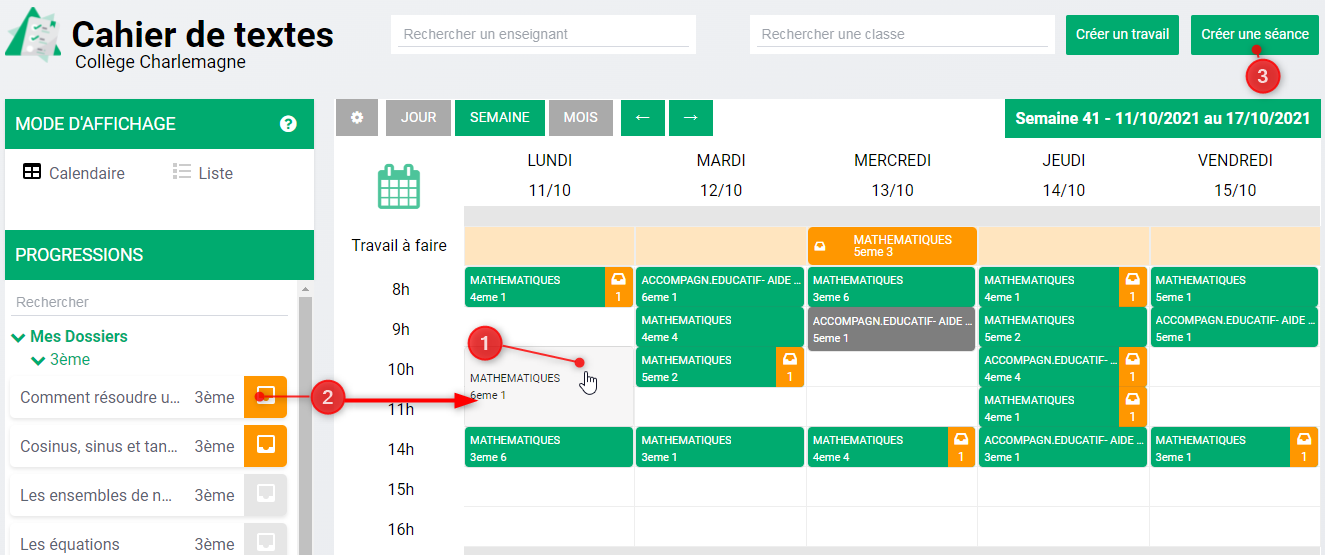 Cahier de textes
Collège Charlemagne
Rechercher un enseignant
Rechercher une classe
Créer un travail
Créer une séance
3
MODE D'AFFICHAGE
?
Calendaire
Liste
PROGRESSIONS
Rechercher
Mes Dossiers
3ème
Comment résoudre u... 3ème
2
Cosinus, sinus et tan... 3ème
Les ensembles de n... 3ème
Les équations 3ème
JOUR SEMAINE MOIS ← →
Semaine 41 - 11/10/2021 au 17/10/2021
LUNDI MARDI MERCREDI JEUDI VENDREDI
11/10 12/10 13/10 14/10 15/10
Travail à faire
MATHEMATIQUES
5eme 3
8h
MATHEMATIQUES
4eme 1
1
ACCOMPAGN.EDUCATIF- AIDE ...
6eme 1
MATHEMATIQUES
3eme 6
MATHEMATIQUES
4eme 1
1
MATHEMATIQUES
5eme 1
9h
MATHEMATIQUES
4eme 4
ACCOMPAGN.EDUCATIF- AIDE ...
5eme 1
MATHEMATIQUES
5eme 2
ACCOMPAGN.EDUCATIF- AIDE ...
5eme 1
1
10h
MATHEMATIQUES
6eme 1
MATHEMATIQUES
5eme 2
1
ACCOMPAGN.EDUCATIF- ...
4eme 4
1
11h
MATHEMATIQUES
4eme 1
1
14h
MATHEMATIQUES
3eme 6
MATHEMATIQUES
3eme 1
MATHEMATIQUES
4eme 4
1
ACCOMPAGN.EDUCATIF- AIDE ...
3eme 1
MATHEMATIQUES
3eme 1
1
15h
16h